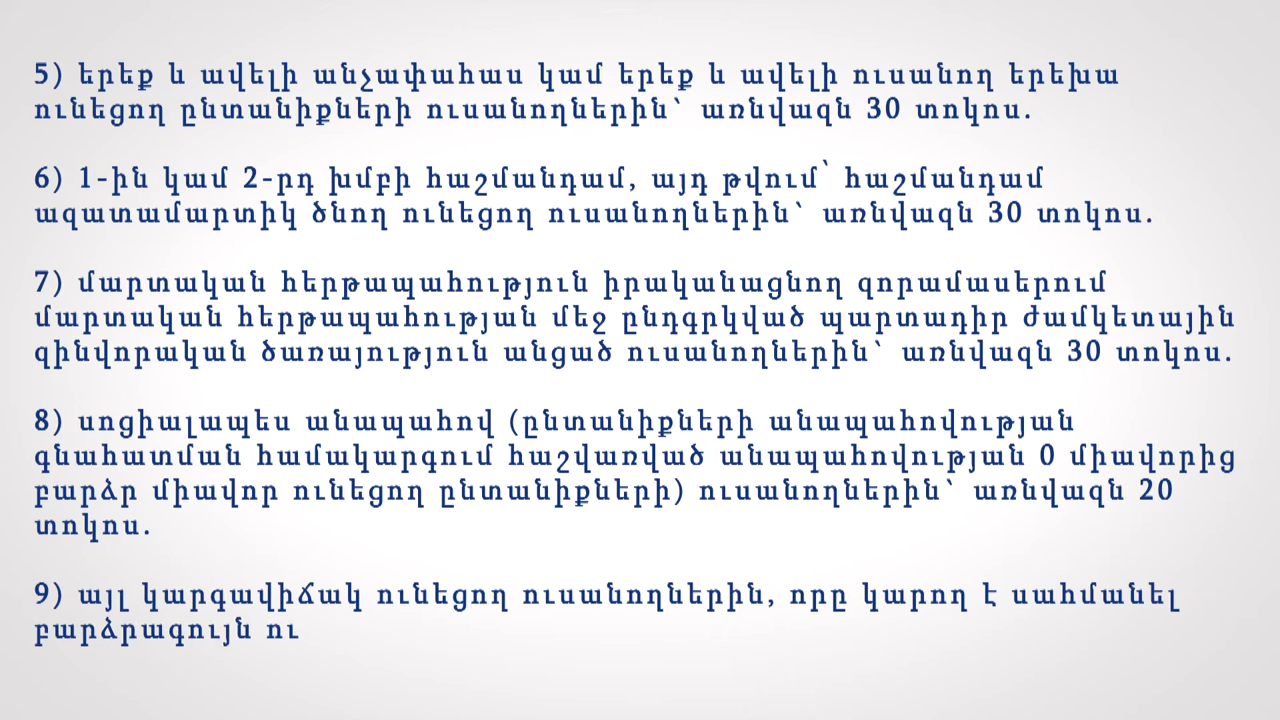 5) երեք և ավելի անչափահաս կամ երեք և ավելի ուսանող երեխա
ունեցող ընտանիքների ուսանողներին՝ առնվազն 30 տոկոս.
6) 1-ին կամ 2-րդ խմբի հաշմանդամ, այդ թվում՝ հաշմանդամ
ազատամարտիկ ծնող ունեցող ուսանողներին՝ առնվազն 30 տոկոս.
7) մարտական հերթապահություն իրականացնող զորամասերում
մարտական հերթապահության մեջ ընդգրկված պարտադիր ժամկետային
զինվորական ծառայություն անցած ուսանողներին՝ առնվազն 30 տոկոս.
8) սոցիալապես անապահով (ընտանիքների անապահովության
գնահատման համակարգում հաշվառված անապահովության 0 միավորից
բարձր միավոր ունեցող ընտանիքների) ուսանողներին՝ առնվազն 20
տոկոս.
9) այլ կարգավիճակ ունեցող ուսանողներին, որը կարող է սահմանել
բարձրագույն ու